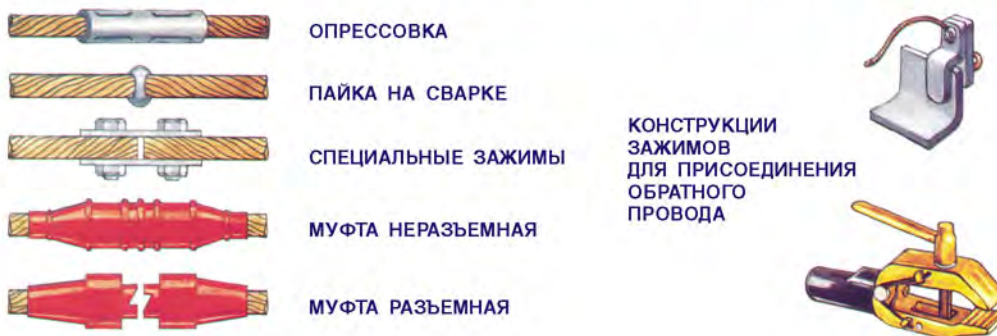 ОПРЕССОВКА
ПАЙКА НА СВАРКЕ
СПЕЦИАЛЬНЫЕ ЗАЖИМЫ
МУФТА НЕРАЗЪЕМНАЯ
МУФТА РАЗЪЕМНАЯ
КОНСТРУКЦИИ
ЗАЖИМОВ
ДЛЯ ПРИСОЕДИНЕНИЯ
ОБРАТНОГО
ПРОВОДА